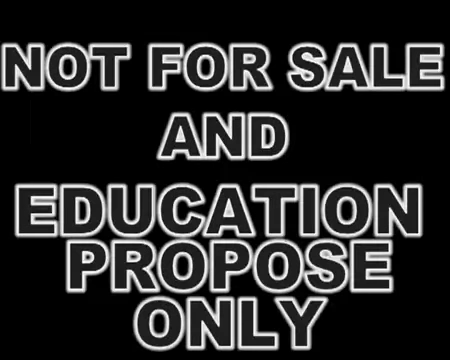 NOT FOR SALE
AND
EDUCATION
PROPOSE
ONLY